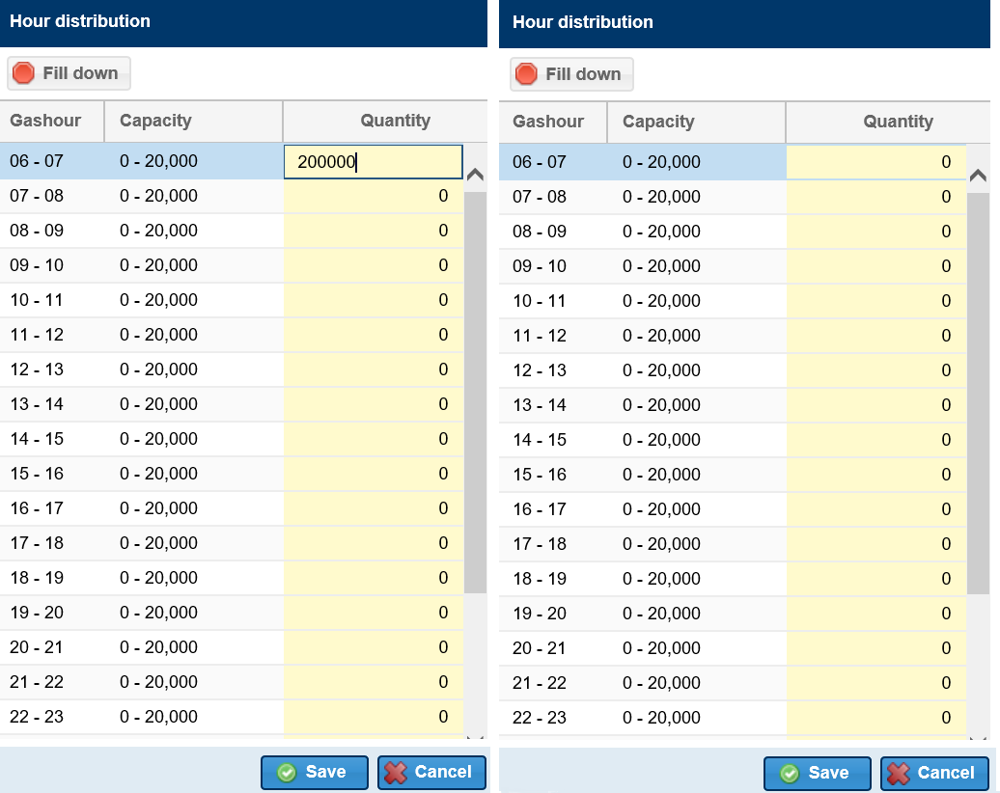 Hour distribution
Fill down
Gashour Capacity Quantity
06 - 07 0 - 20,000 200000
07 - 08 0 - 20,000 0
08 - 09 0 - 20,000 0
09 - 10 0 - 20,000 0
10 - 11 0 - 20,000 0
11 - 12 0 - 20,000 0
12 - 13 0 - 20,000 0
13 - 14 0 - 20,000 0
14 - 15 0 - 20,000 0
15 - 16 0 - 20,000 0
16 - 17 0 - 20,000 0
17 - 18 0 - 20,000 0
18 - 19 0 - 20,000 0
19 - 20 0 - 20,000 0
20 - 21 0 - 20,000 0
21 - 22 0 - 20,000 0
22 - 23 0 - 20,000 0
Save Cancel
Hour distribution
Fill down
Gashour Capacity Quantity
06 - 07 0 - 20,000 0
07 - 08 0 - 20,000 0
08 - 09 0 - 20,000 0
09 - 10 0 - 20,000 0
10 - 11 0 - 20,000 0
11 - 12 0 - 20,000 0
12 - 13 0 - 20,000 0
13 - 14 0 - 20,000 0
14 - 15 0 - 20,000 0
15 - 16 0 - 20,000 0
16 - 17 0 - 20,000 0
17 - 18 0 - 20,000 0
18 - 19 0 - 20,000 0
19 - 20 0 - 20,000 0
20 - 21 0 - 20,000 0
21 - 22 0 - 20,000 0
22 - 23 0 - 20,000 0
Save Cancel